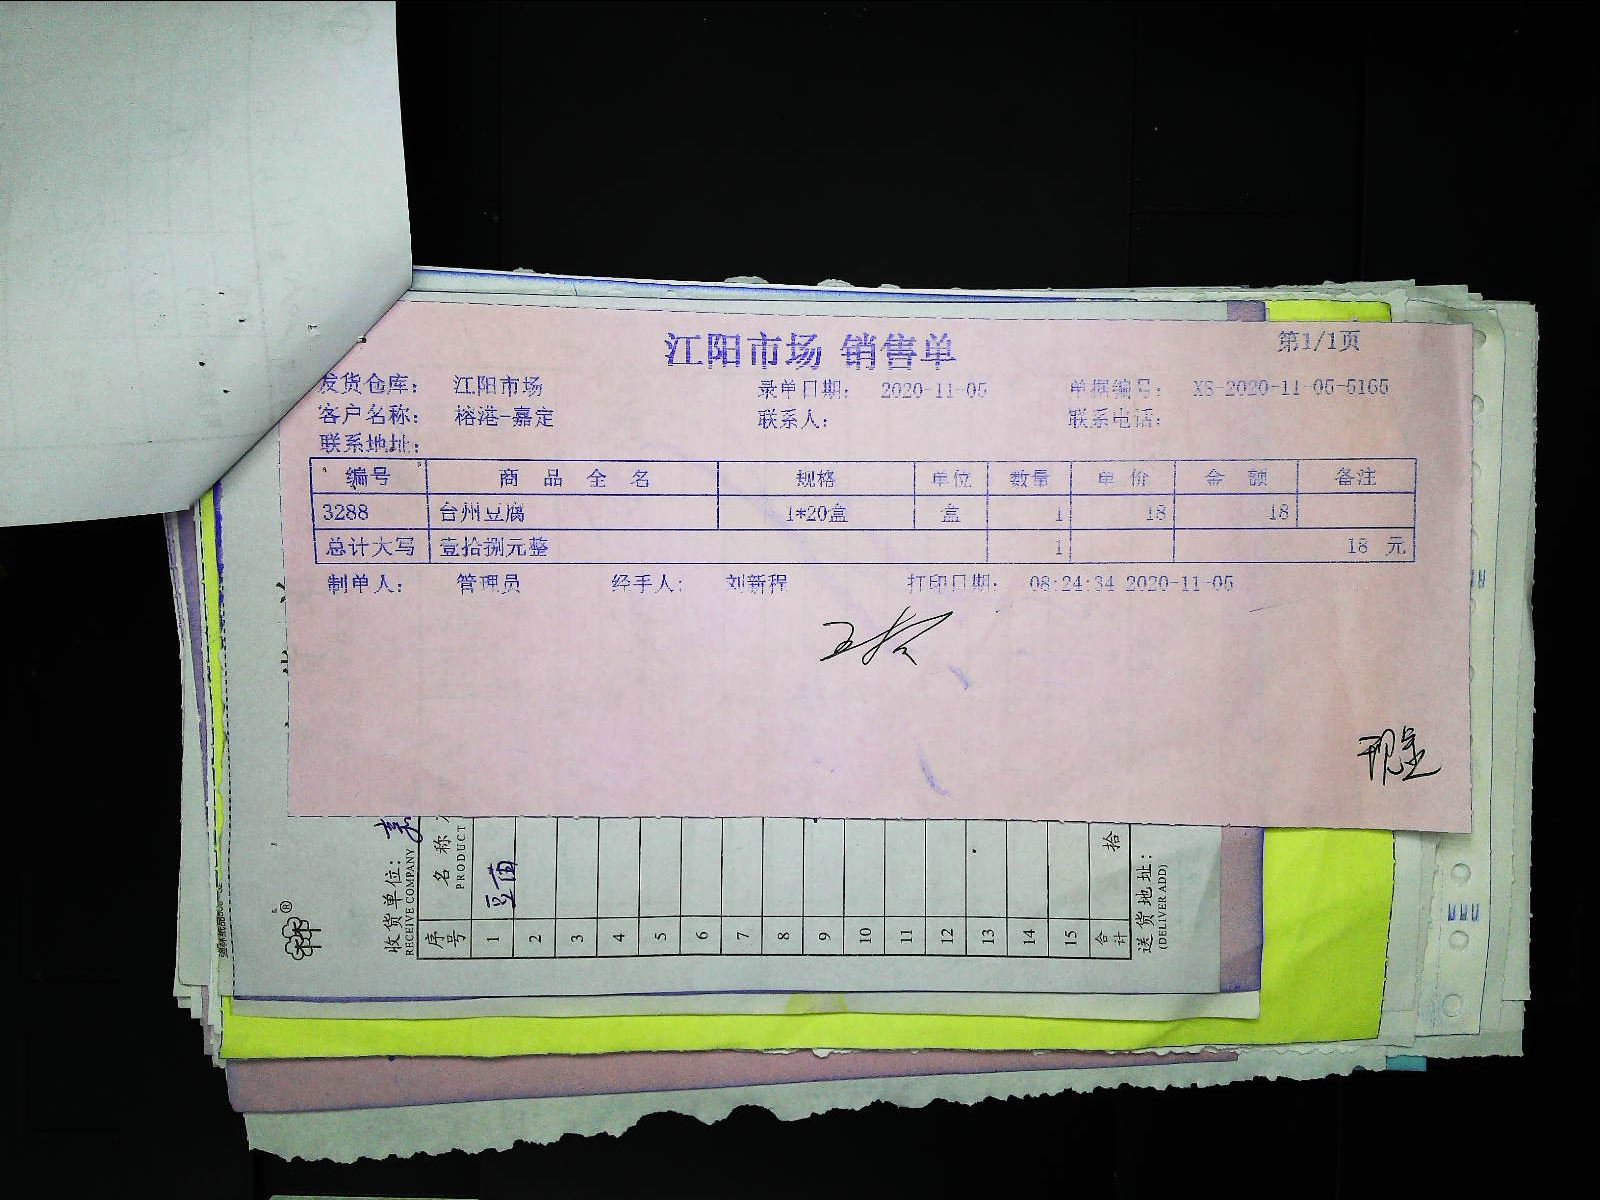 江阳市场 销售单
第1/1页
发货仓库： 江阳市场 录单日期： 2020-11-05 单据编号： XS-2020-11-05-5165
客户名称： 榕港-嘉定 联系人： 联系电话：
联系地址：
编号 商品全名 规格 单位 数量 单价 金额 备注
3288 台州豆腐 1*20盒 盒 1 18 18
总计大写 壹拾捌元整 1 18 元
制单人： 管理员 经手人： 刘新程 打印日期： 08:24:34 2020-11-05
现金
收货单位：
RECEIVE COMPANY
序号 名称
PRODUCT
1 豆苗
2
3
4
5
6
7
8
9
10
11
12
13
14
15
合计 拾
送货地址：
(DELIVER ADD)